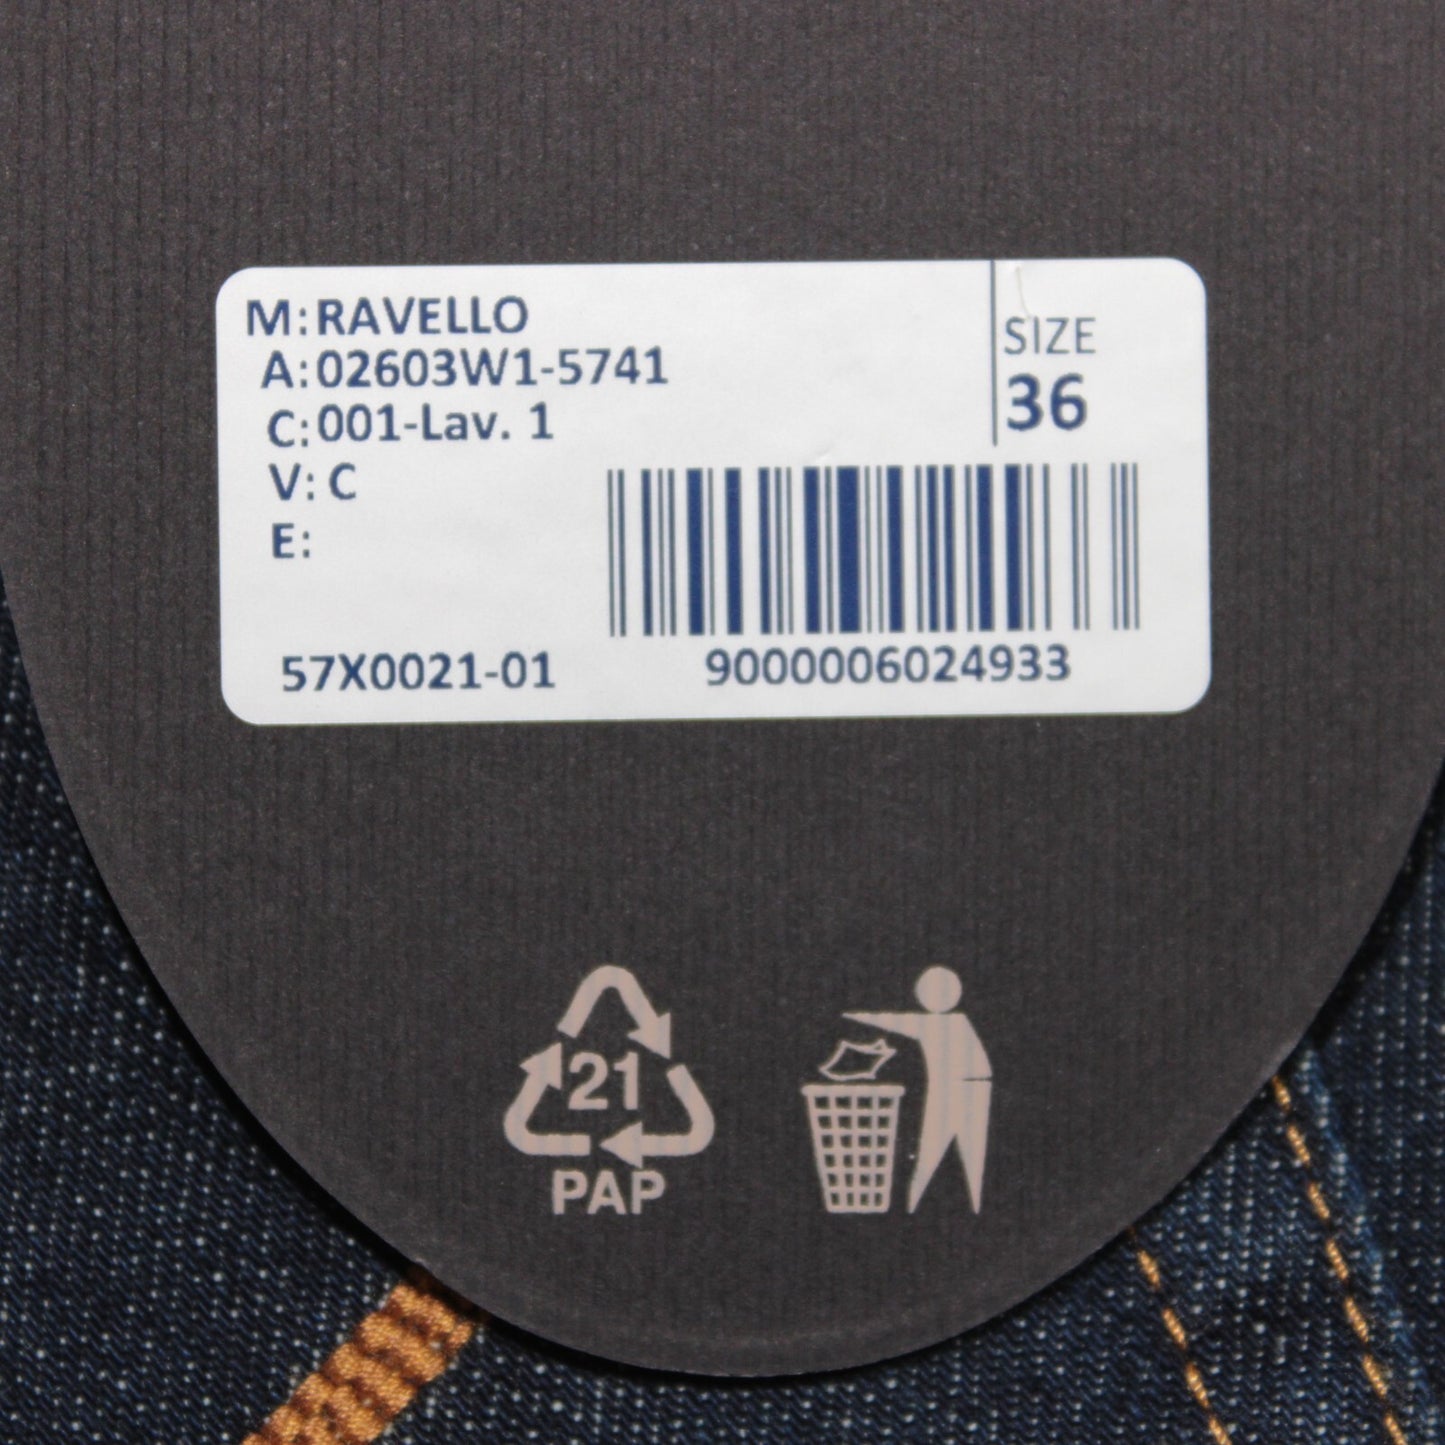 M: RAVELLO
A: 02603W1-5741
C: 001-Lav. 1
V: C
E:
SIZE
36
57X0021-01
9000006024933
21
PAP